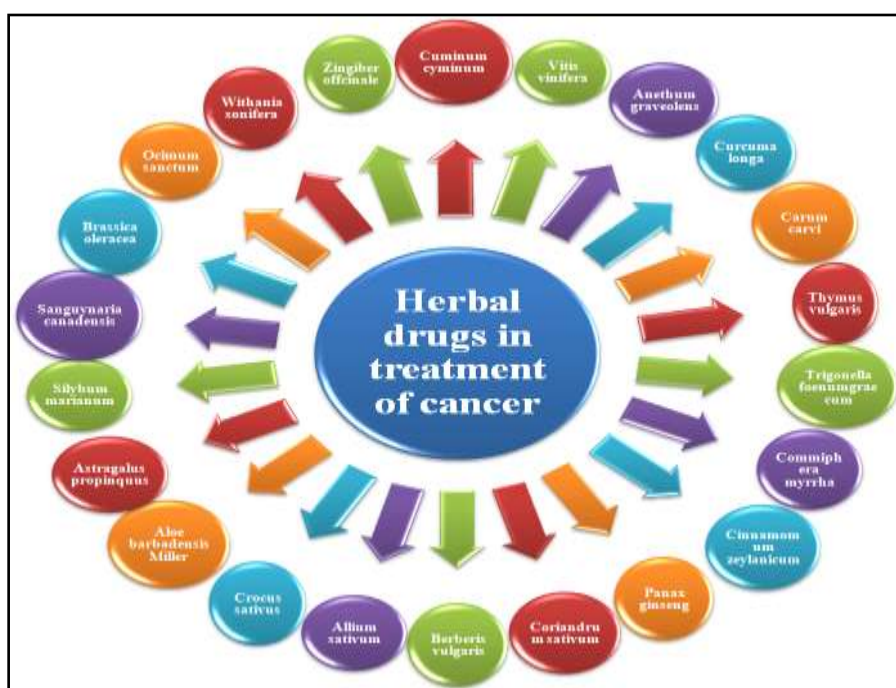 Herbal
drugs in
treatment
of cancer
Cuminum
cyminum
Vitis
vinifera
Anethum
graveolens
Curcuma
longa
Carum
carvi
Thymus
vulgaris
Trigonella
foenumgrae
cum
Commiph
era
myrrha
Cinnamom
um
zeylanicum
Panax
ginseng
Coriandru
m sativum
Berberis
vulgaris
Allium
sativum
Crocus
sativus
Aloe
barbadensis
Miller
Astragalus
propinquus
Silybum
marianum
Sanguynaria
canadensis
Brassica
oleracea
Ocimum
sanctum
Withania
sonifera
Zingiber
offcinale